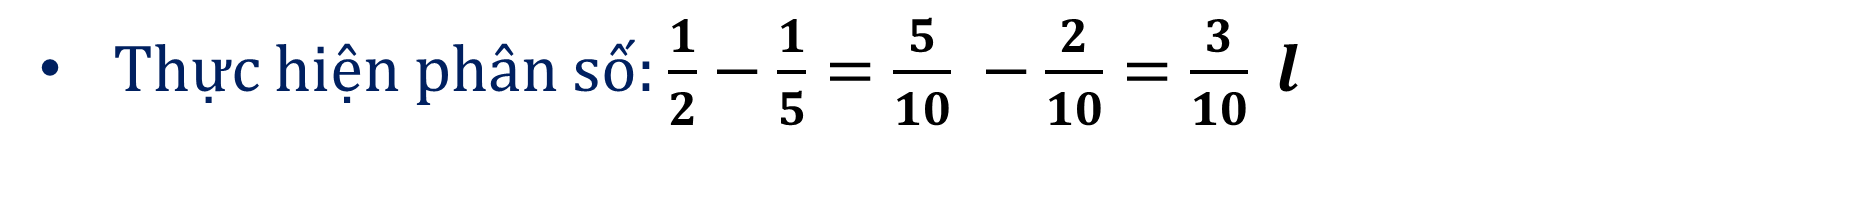 • Thực hiện phân số: 1/2 − 1/5 = 5/10 − 2/10 = 3/10 l